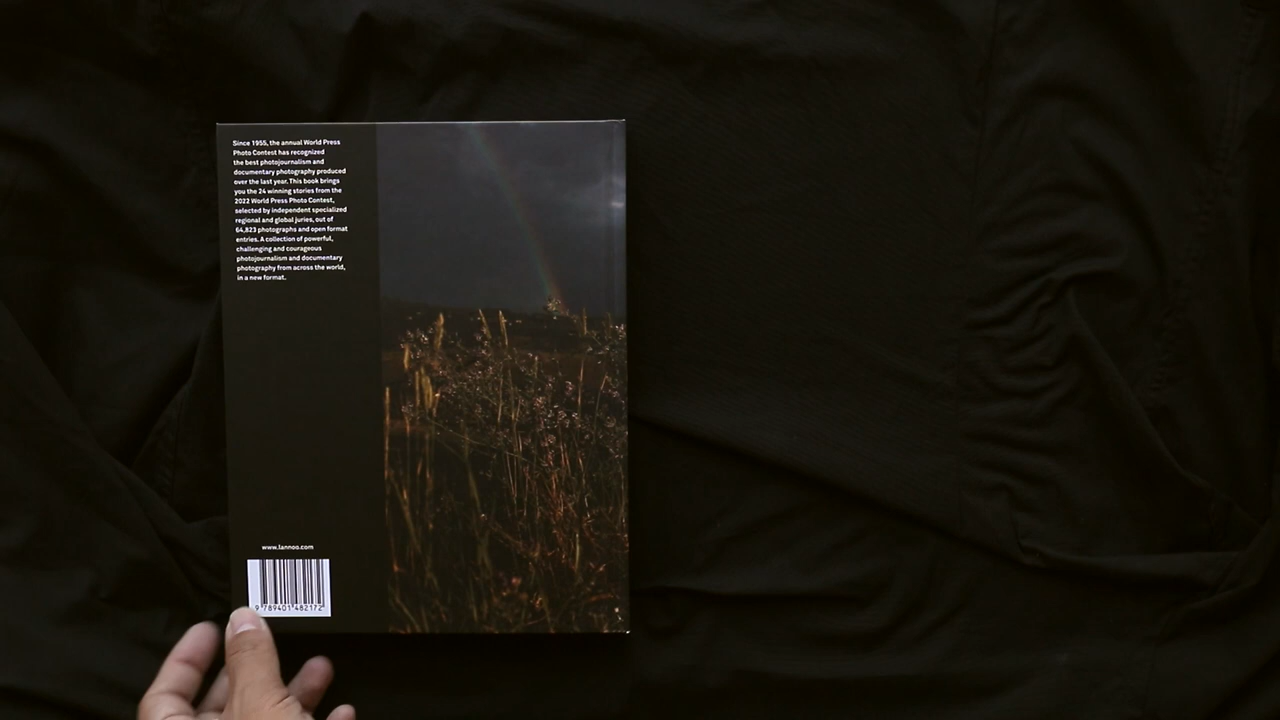 Since 1955, the annual World Press
Photo Contest has recognized
the best photojournalism and
documentary photography produced
over the last year. This book brings
you the 24 winning stories from the
2022 World Press Photo Contest,
selected by independent specialized
regional and global juries, out of
64,823 photographs and open format
entries. A collection of powerful,
challenging and courageous
photojournalism and documentary
photography from across the world,
in a new format.
www.lannoo.com
9 789401 482172